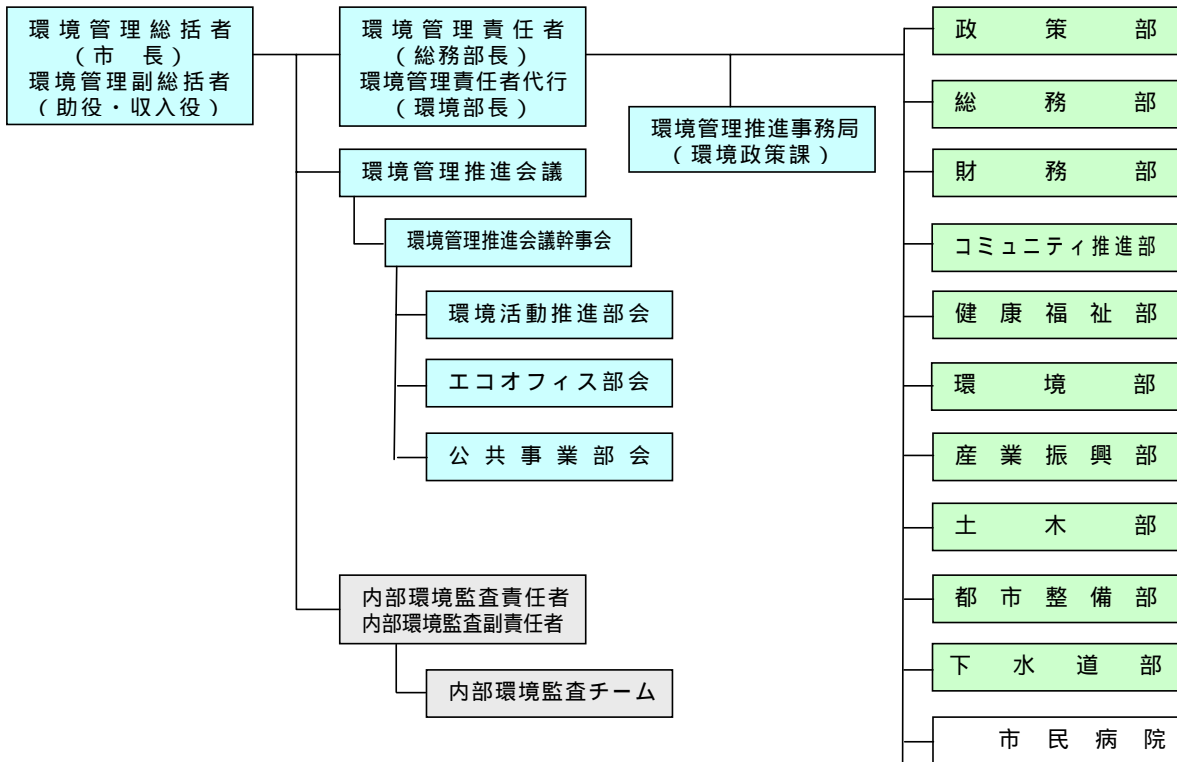 環境管理総括者
(市　長)
環境管理副総括者
(助役・収入役)
環境管理責任者
(総務部長)
環境管理責任者代行
(環境部長)
環境管理推進事務局
(環境政策課)
環境管理推進会議
環境管理推進会議幹事会
環境活動推進部会
エコオフィス部会
公共事業部会
内部環境監査責任者
内部環境監査副責任者
内部環境監査チーム
政策部
総務部
財務部
コミュニティ推進部
健康福祉部
環境部
産業振興部
土木部
都市整備部
下水道部
市民病院